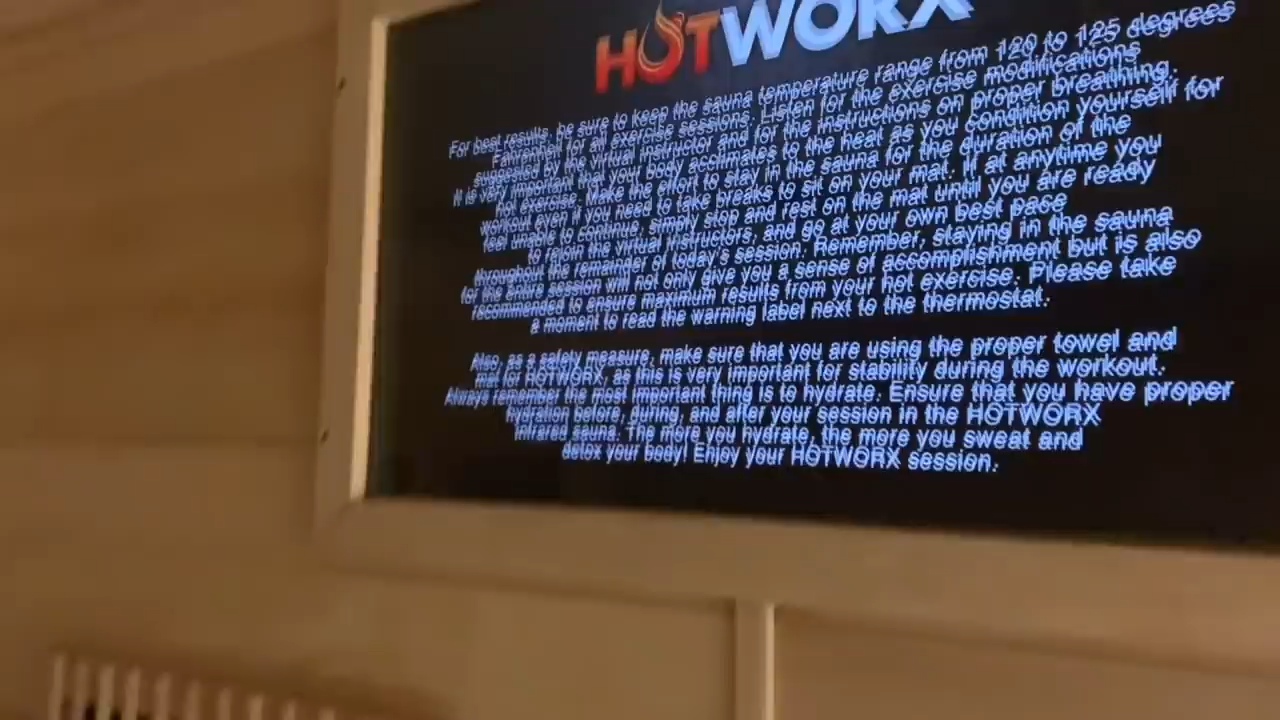 HOTWORX
For best results, be sure to keep the sauna temperature range from 120 to 125 degrees
Fahrenheit for all exercise sessions. Listen for the exercise modifications
suggested by the virtual instructor and for the instructions on proper breathing.
It is very important that your body acclimates to the heat as you condition yourself for
hot exercise. Make the effort to stay in the sauna for the duration of the
workout even if you need to take breaks to sit on your mat. If at anytime you
feel unable to continue, simply stop and rest on the mat until you are ready
to rejoin the virtual instructors, and go at your own best pace
throughout the remainder of today's session. Remember, staying in the sauna
for the entire session will not only give you a sense of accomplishment but is also
recommended to ensure maximum results from your hot exercise. Please take
a moment to read the warning label next to the thermostat.
Also, as a safety measure, make sure that you are using the proper towel and
mat for HOTWORX, as this is very important for stability during the workout.
Always remember the most important thing is to hydrate. Ensure that you have proper
hydration before, during, and after your session in the HOTWORX
infrared sauna. The more you hydrate, the more you sweat and
detox your body! Enjoy your HOTWORX session.